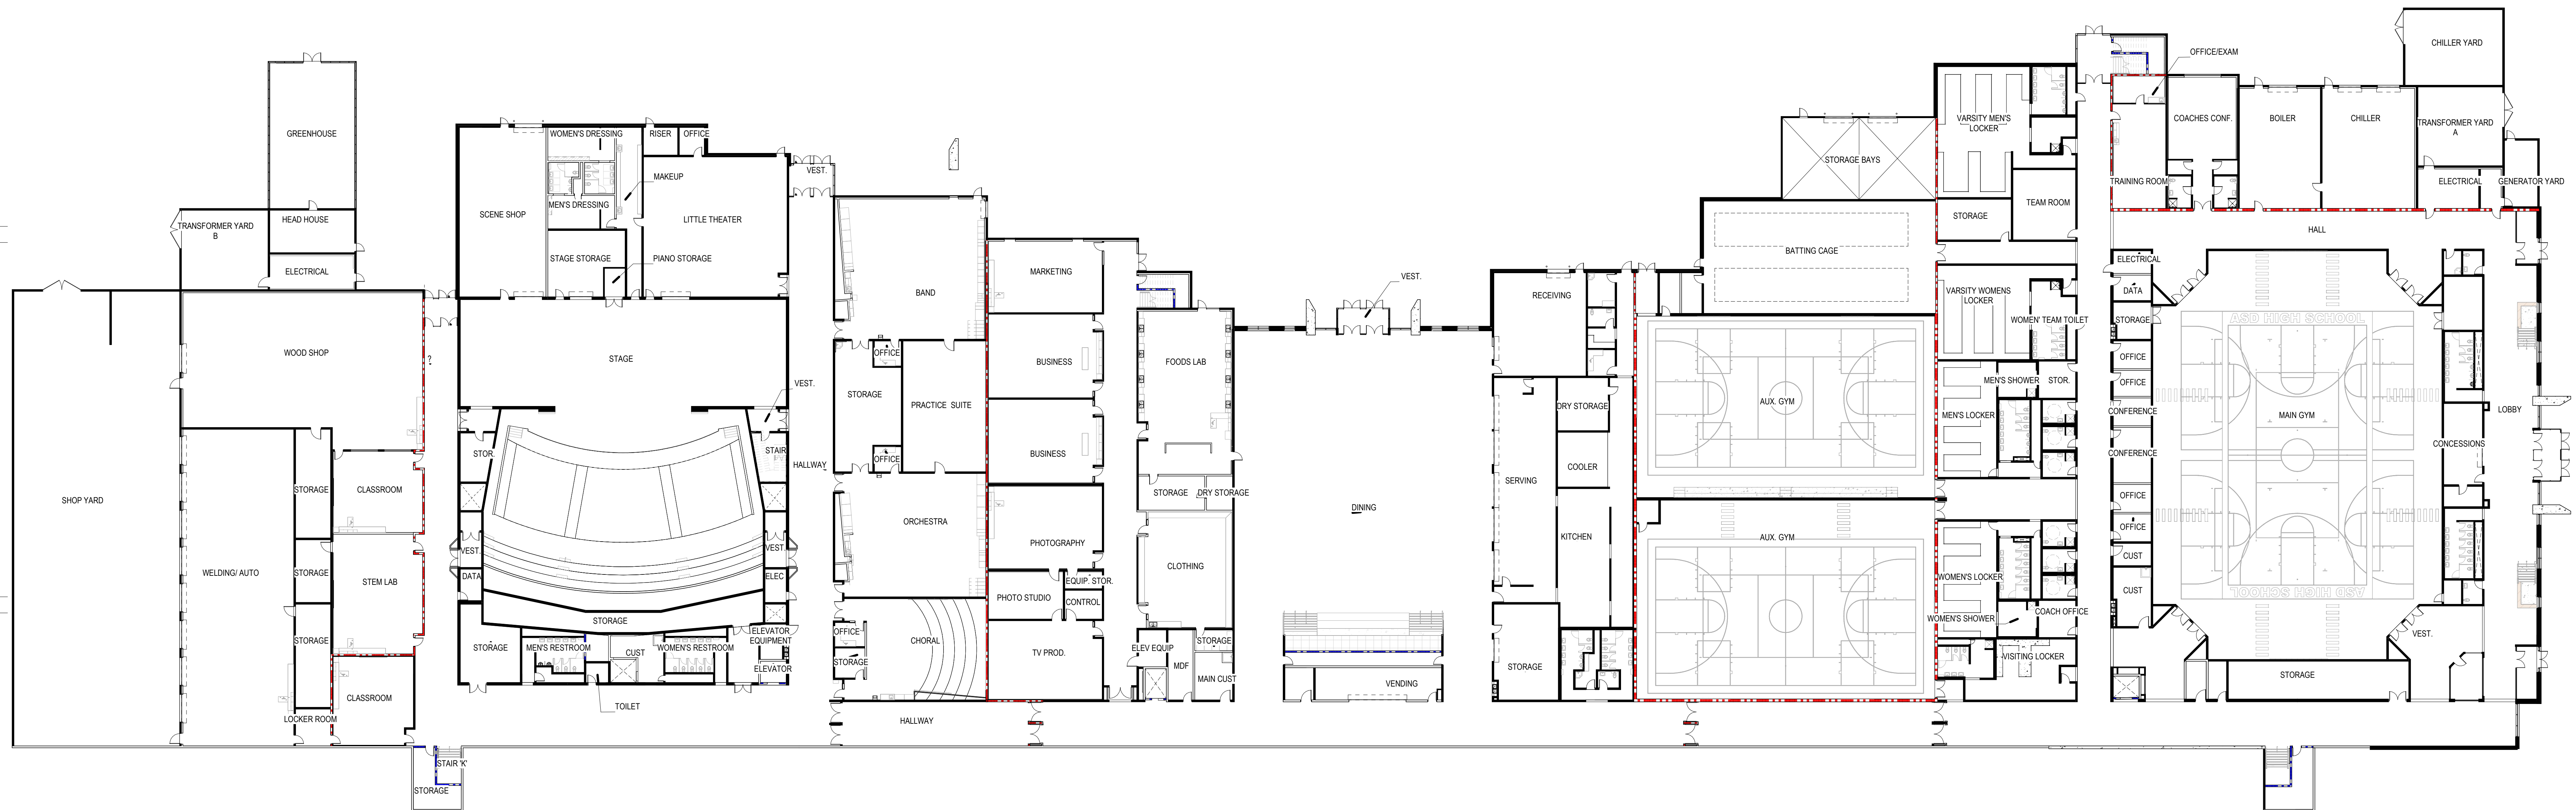 GREENHOUSE
HEAD HOUSE
TRANSFORMER YARD
B
ELECTRICAL
WOOD SHOP
?
SHOP YARD
STORAGE
CLASSROOM
WELDING/ AUTO
STORAGE
STEM LAB
STORAGE
CLASSROOM
LOCKER ROOM
STAIR 'K'
STORAGE
WOMEN'S DRESSING
RISER
OFFICE
SCENE SHOP
MAKEUP
MEN'S DRESSING
LITTLE THEATER
STAGE STORAGE
PIANO STORAGE
STAGE
VEST.
VEST.
STOR.
STAIR
HALLWAY
VEST.
VEST.
DATA
ELEC
STORAGE
STORAGE
MEN'S RESTROOM
CUST
WOMEN'S RESTROOM
ELEVATOR
EQUIPMENT
ELEVATOR
TOILET
BAND
OFFICE
STORAGE
PRACTICE SUITE
OFFICE
ORCHESTRA
OFFICE
STORAGE
CHORAL
HALLWAY
MARKETING
BUSINESS
BUSINESS
PHOTOGRAPHY
PHOTO STUDIO
EQUIP. STOR.
CONTROL
TV PROD.
FOODS LAB
STORAGE
DRY STORAGE
CLOTHING
ELEV EQUIP
MDF
STORAGE
MAIN CUST
VEST.
DINING
VENDING
RECEIVING
DRY STORAGE
COOLER
SERVING
KITCHEN
STORAGE
STORAGE BAYS
BATTING CAGE
AUX. GYM
AUX. GYM
VARSITY MEN'S
LOCKER
TEAM ROOM
STORAGE
VARSITY WOMENS
LOCKER
WOMEN' TEAM TOILET
MEN'S SHOWER
STOR.
MEN'S LOCKER
WOMEN'S LOCKER
COACH OFFICE
WOMEN'S SHOWER
VISITING LOCKER
OFFICE/EXAM
TRAINING ROOM
COACHES CONF.
BOILER
CHILLER
CHILLER YARD
TRANSFORMER YARD
A
ELECTRICAL
GENERATOR YARD
HALL
ELECTRICAL
DATA
STORAGE
OFFICE
OFFICE
CONFERENCE
CONFERENCE
OFFICE
OFFICE
CUST
CUST
ASD HIGH SCHOOL
MAIN GYM
ASD HIGH SCHOOL
CONCESSIONS
LOBBY
VEST.
STORAGE